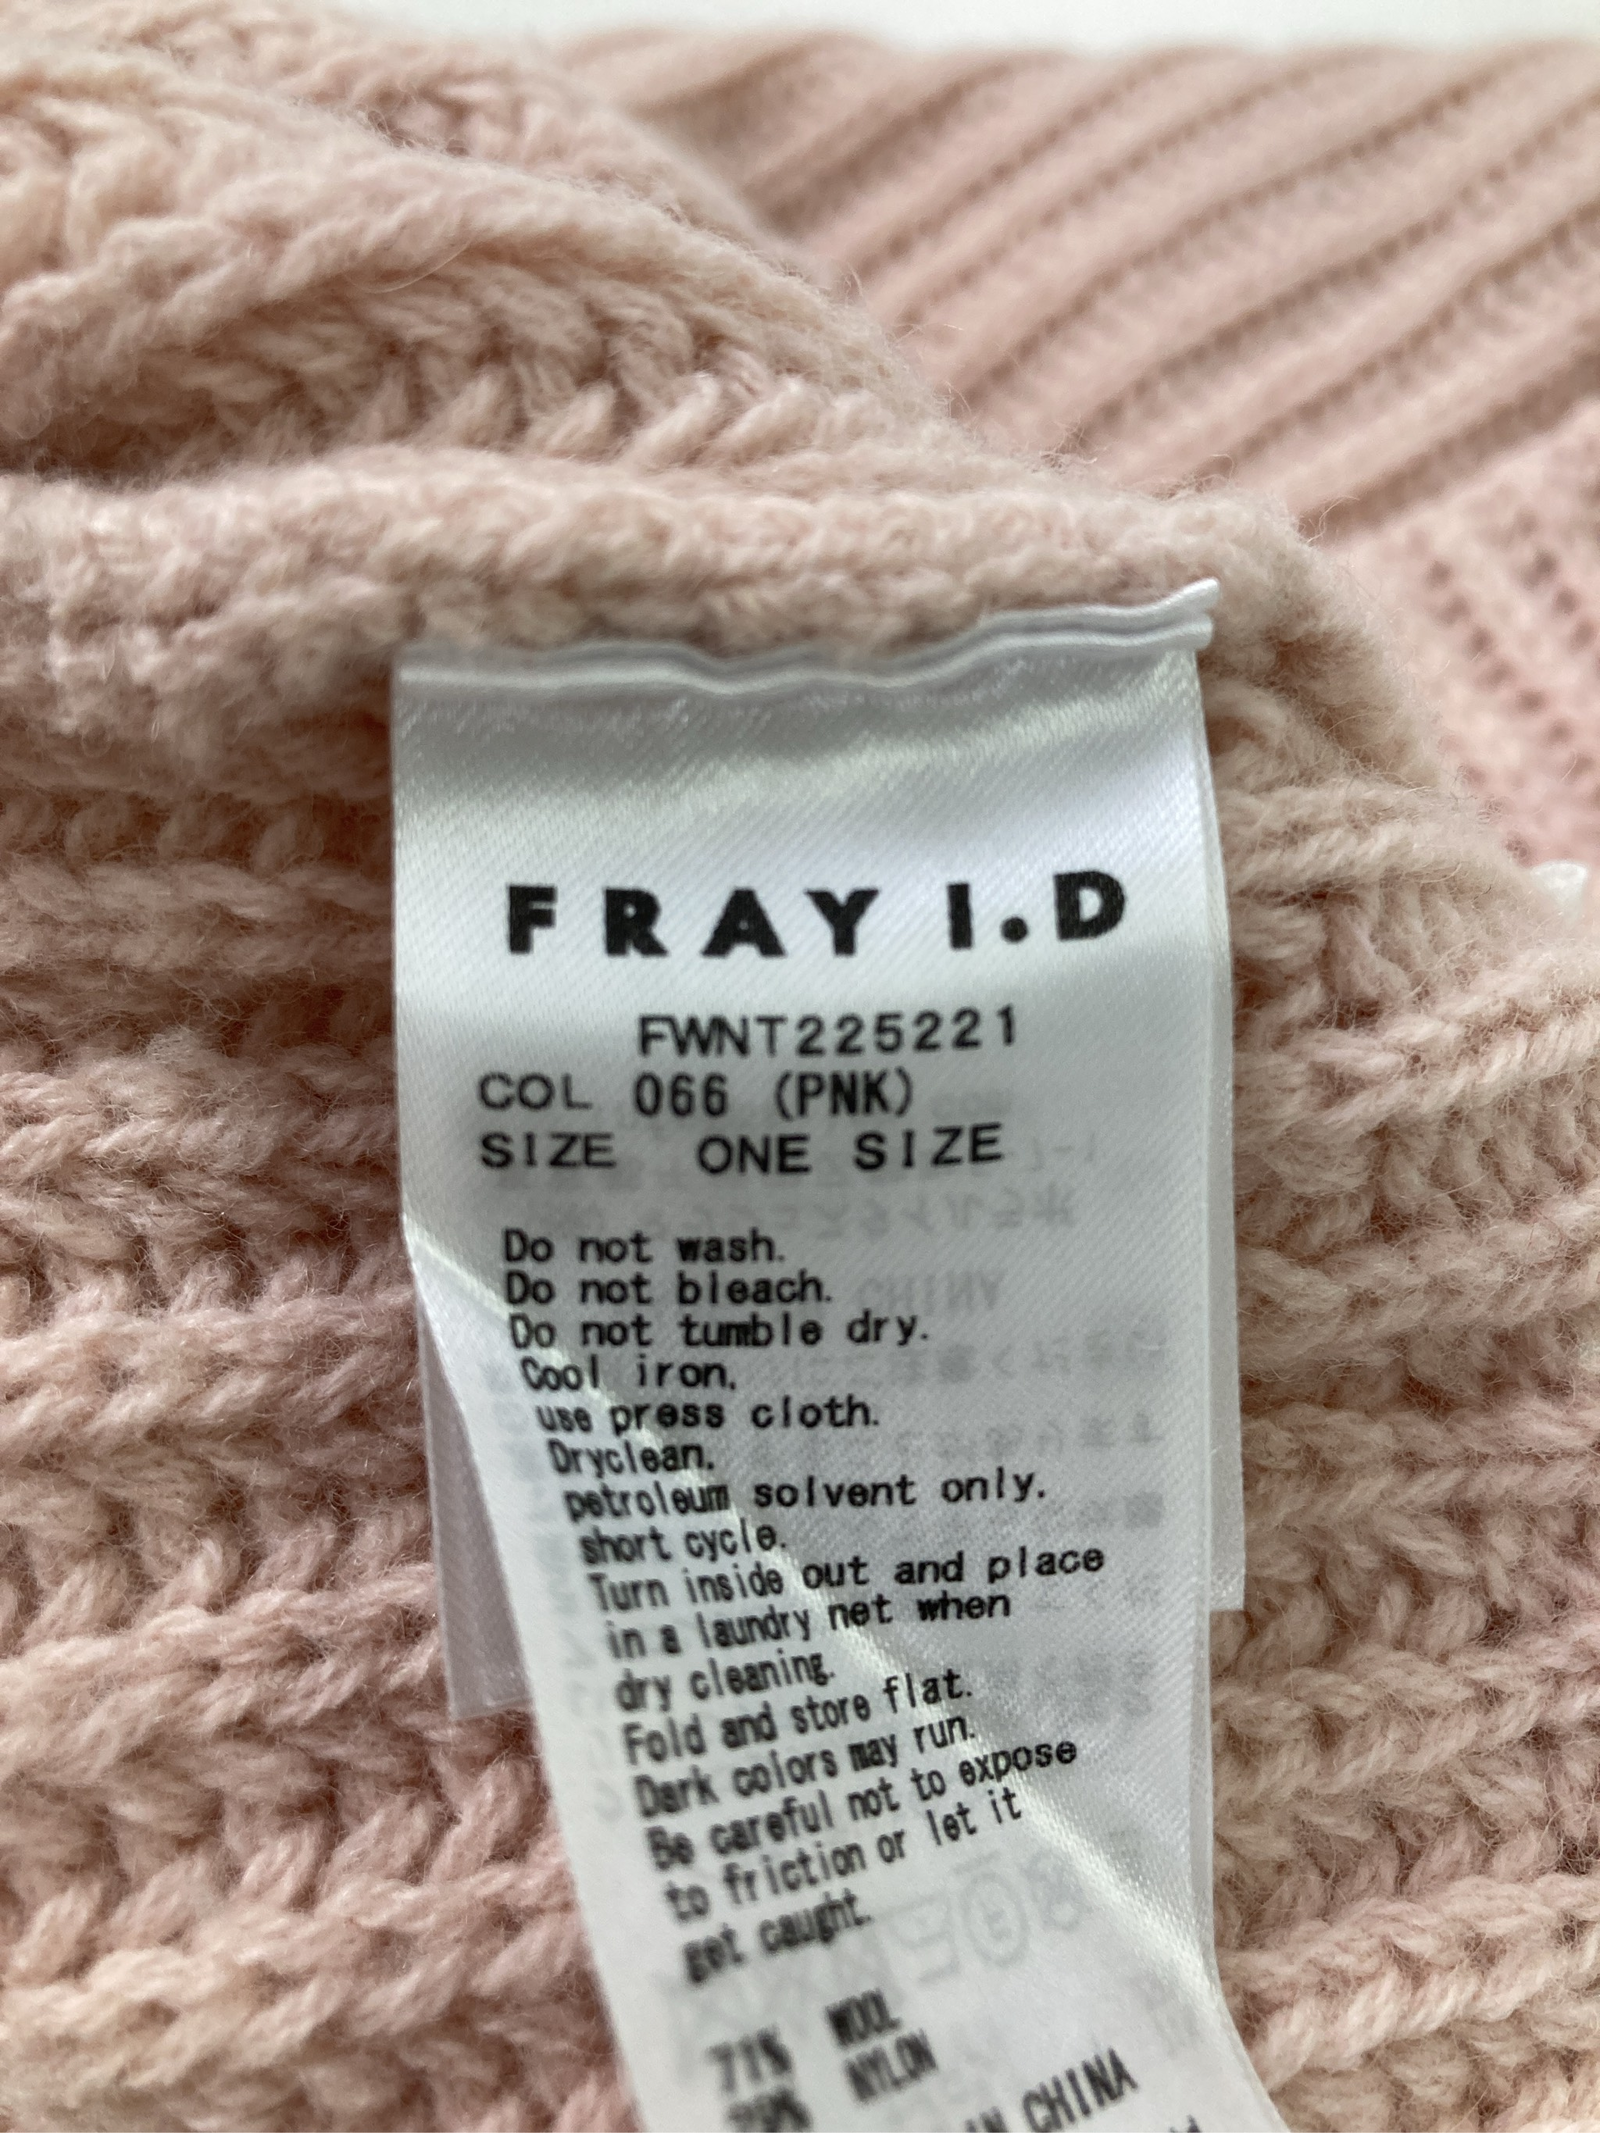 FRAY I.D
FWNT225221
COL 066 (PNK)
SIZE ONE SIZE
Do not wash.
Do not bleach.
Do not tumble dry.
Cool iron.
use press cloth.
Dryclean.
petroleum solvent only.
short cycle.
Turn inside out and place
in a laundry net when
dry cleaning.
Fold and store flat.
Dark colors may run.
Be careful not to expose
to friction or let it
get caught.
71% WOOL
NYLON
IN CHINA